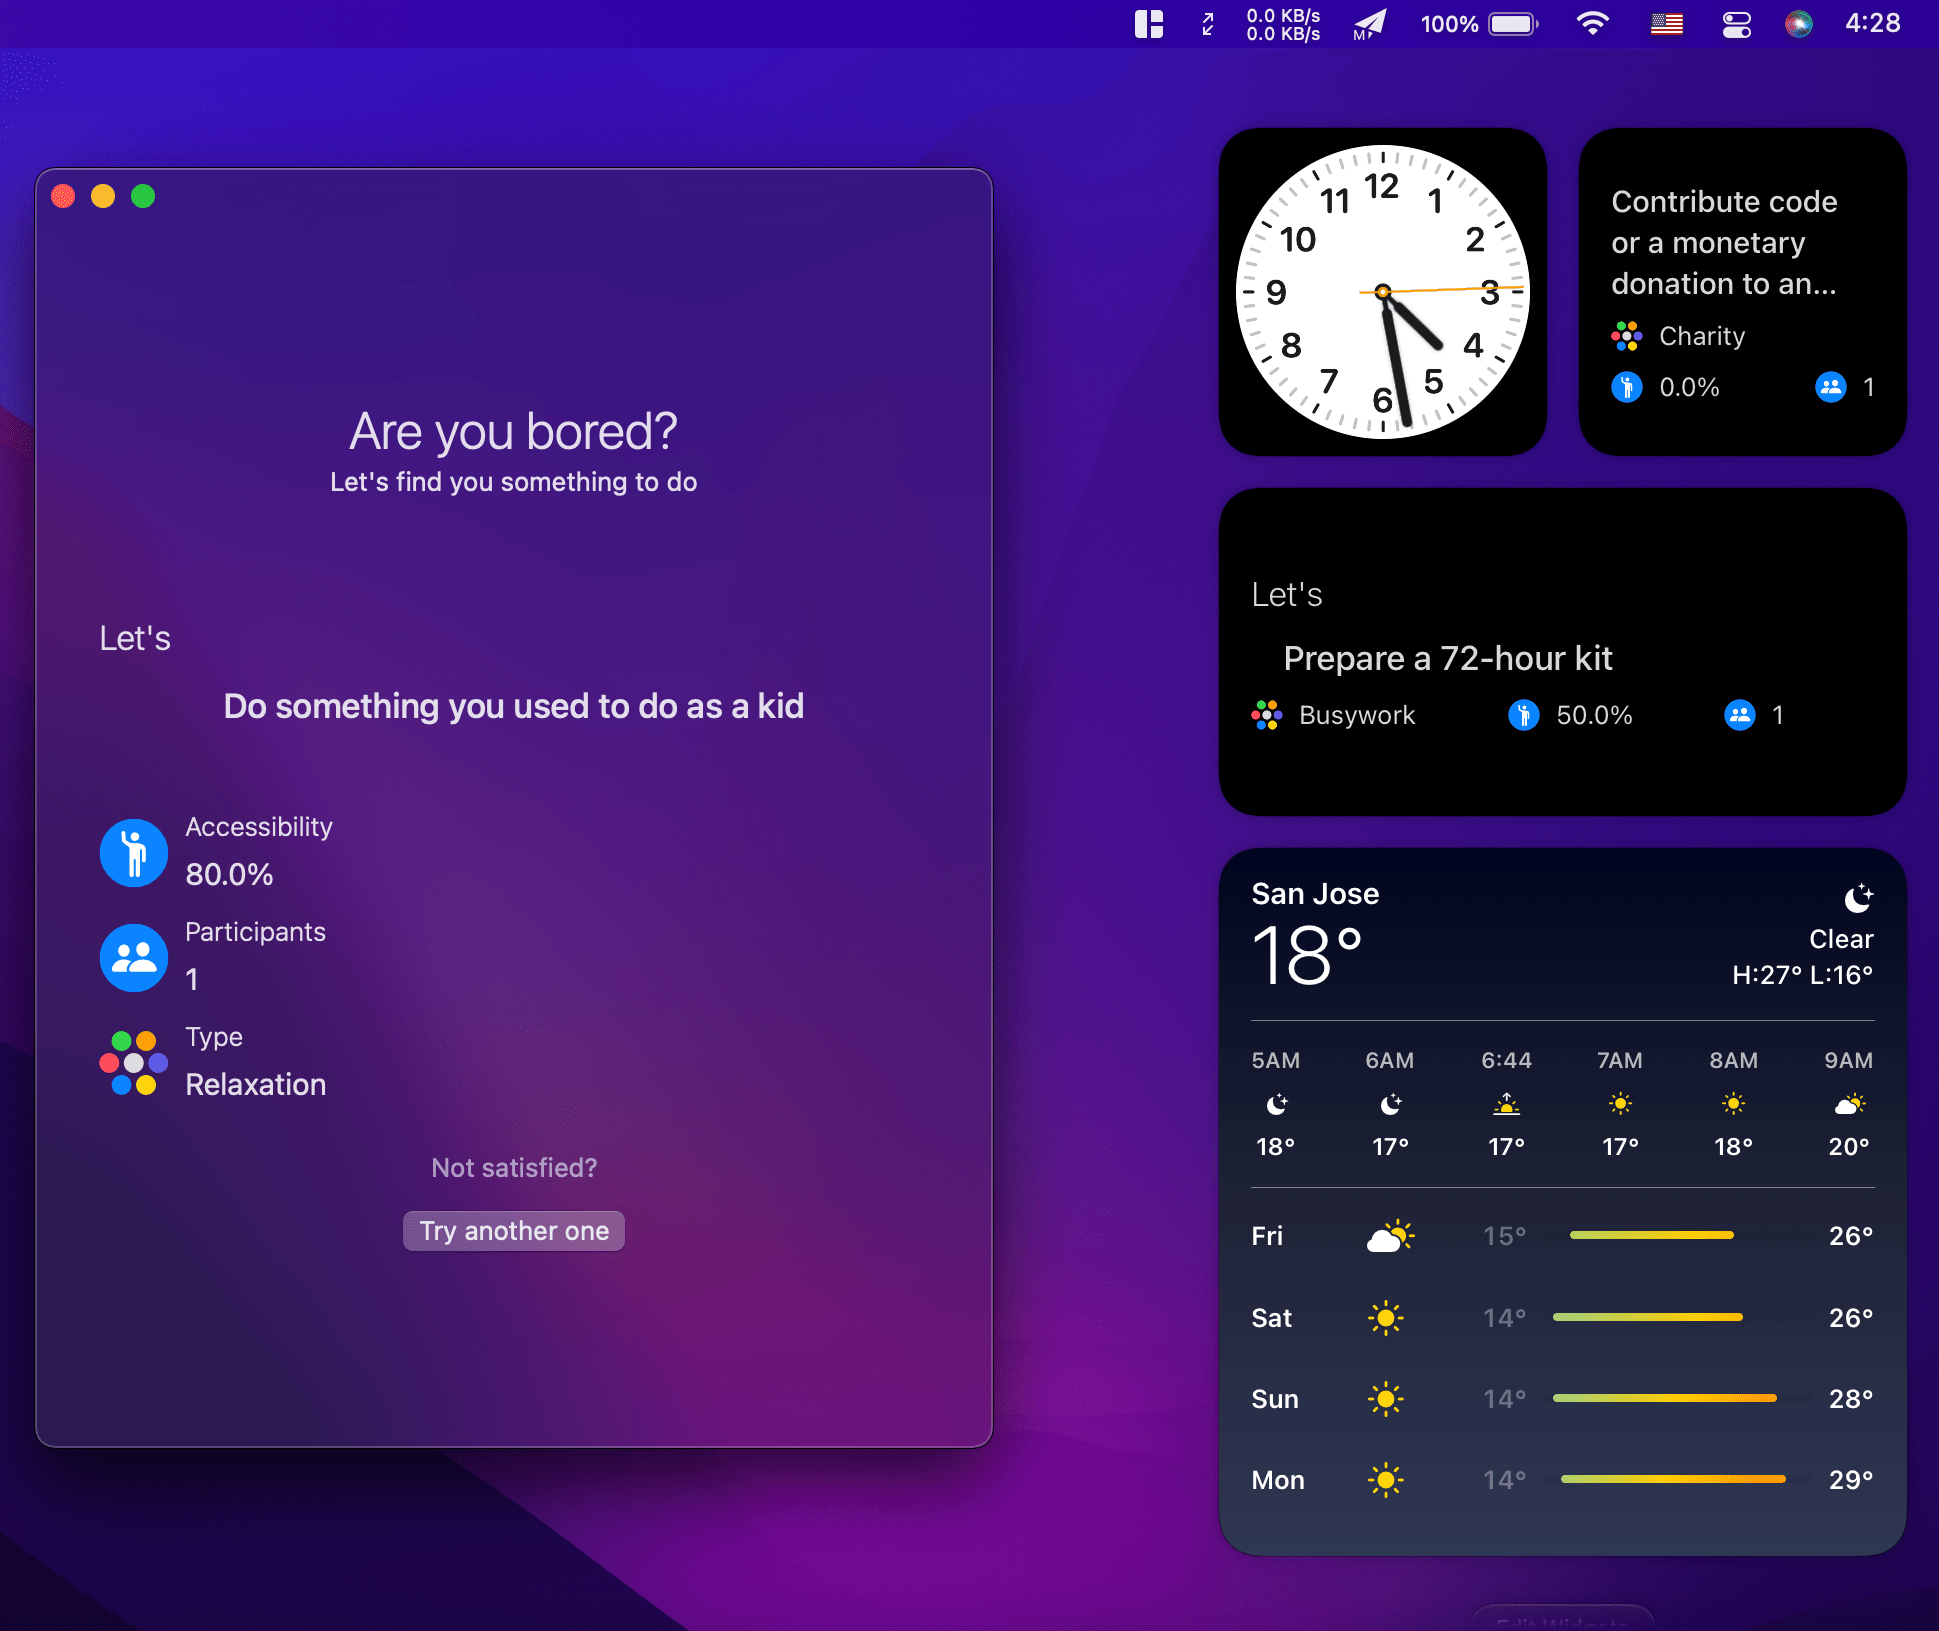 0.0 KB/s
0.0 KB/s
M
100%
4:28
Are you bored?
Let's find you something to do
Let's
Do something you used to do as a kid
Accessibility
80.0%
Participants
1
Type
Relaxation
Not satisfied?
Try another one
12
1
2
3
4
5
6
7
8
9
10
11
Contribute code
or a monetary
donation to an...
Charity
0.0% 1
Let's
Prepare a 72-hour kit
Busywork 50.0% 1
San Jose
18°
Clear
H:27° L:16°
5AM 6AM 6:44 7AM 8AM 9AM
18° 17° 17° 17° 18° 20°
Fri 15° 26°
Sat 14° 26°
Sun 14° 28°
Mon 14° 29°
Edit Widgets